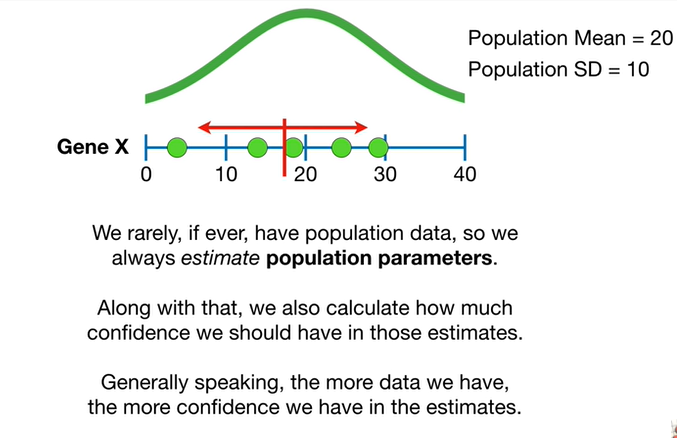 Population Mean = 20
Population SD = 10
Gene X
0 10 20 30 40
We rarely, if ever, have population data, so we
always estimate population parameters.
Along with that, we also calculate how much
confidence we should have in those estimates.
Generally speaking, the more data we have,
the more confidence we have in the estimates.